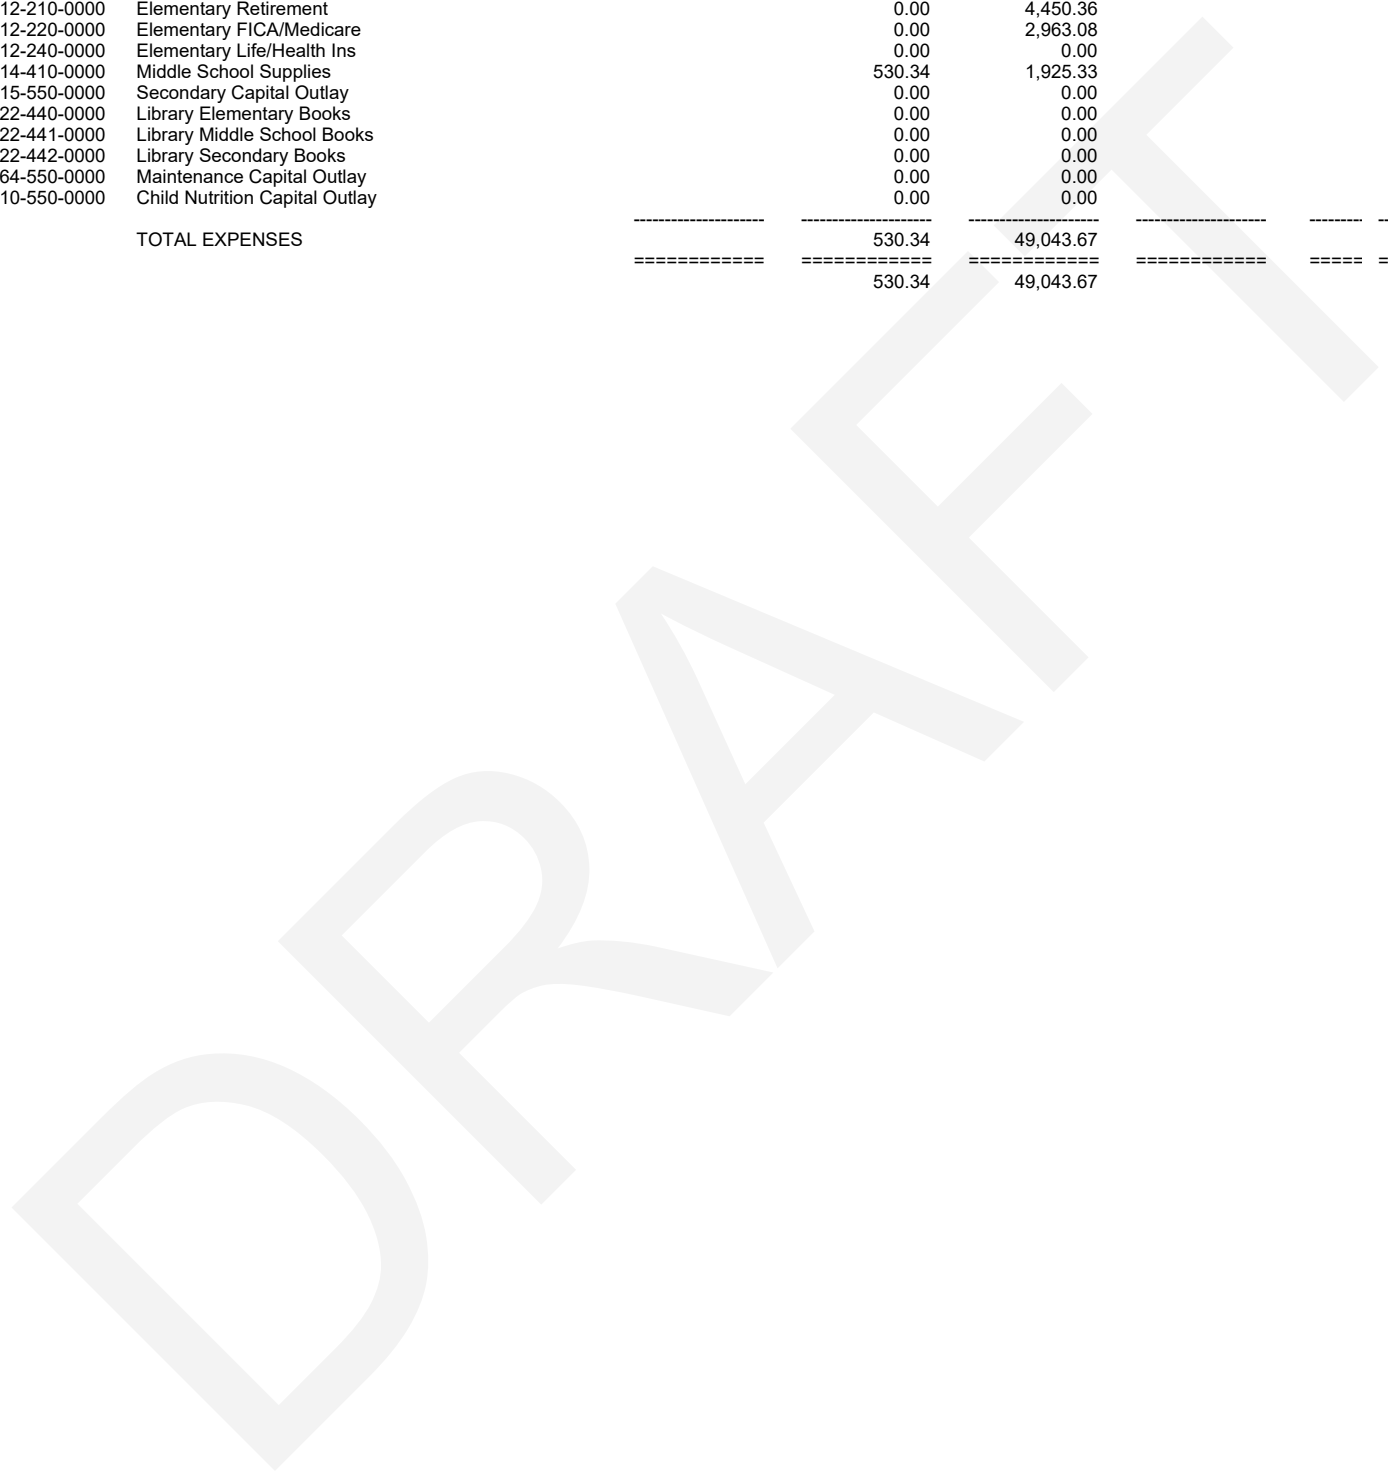 12-210-0000 Elementary Retirement 0.00 4,450.36
12-220-0000 Elementary FICA/Medicare 0.00 2,963.08
12-240-0000 Elementary Life/Health Ins 0.00 0.00
14-410-0000 Middle School Supplies 530.34 1,925.33
15-550-0000 Secondary Capital Outlay 0.00 0.00
22-440-0000 Library Elementary Books 0.00 0.00
22-441-0000 Library Middle School Books 0.00 0.00
22-442-0000 Library Secondary Books 0.00 0.00
64-550-0000 Maintenance Capital Outlay 0.00 0.00
10-550-0000 Child Nutrition Capital Outlay 0.00 0.00
--------------------- --------------------- --------------------- --------------------- --------- --
TOTAL EXPENSES 530.34 49,043.67
============ ============ ============ ============ ===== =
530.34 49,043.67
DRAFT